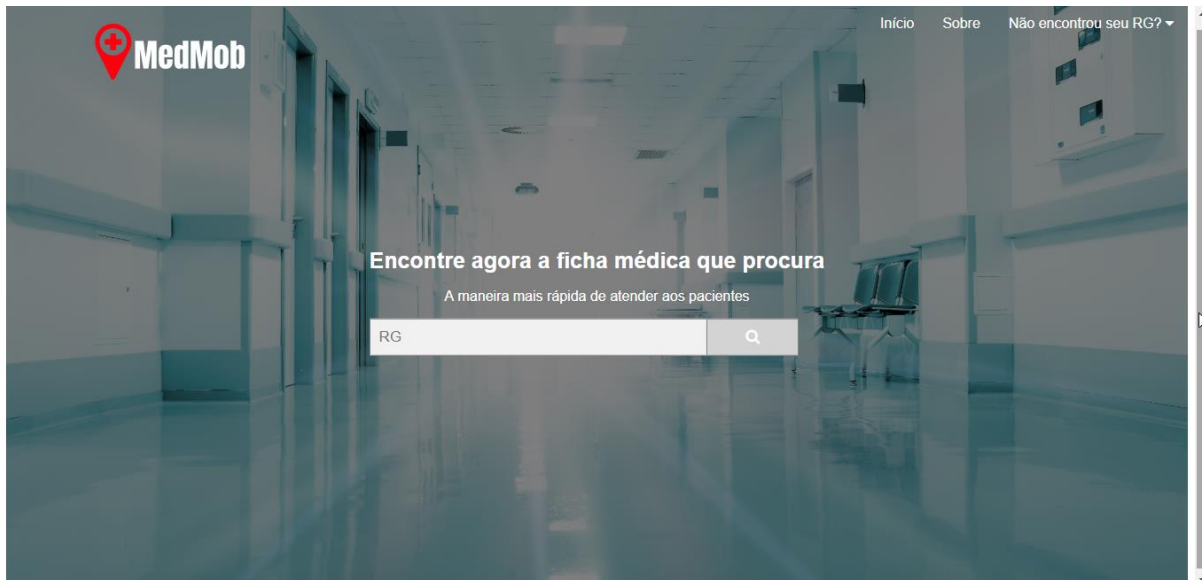 MedMob
Início Sobre Não encontrou seu RG?
Encontre agora a ficha médica que procura
A maneira mais rápida de atender aos pacientes
RG